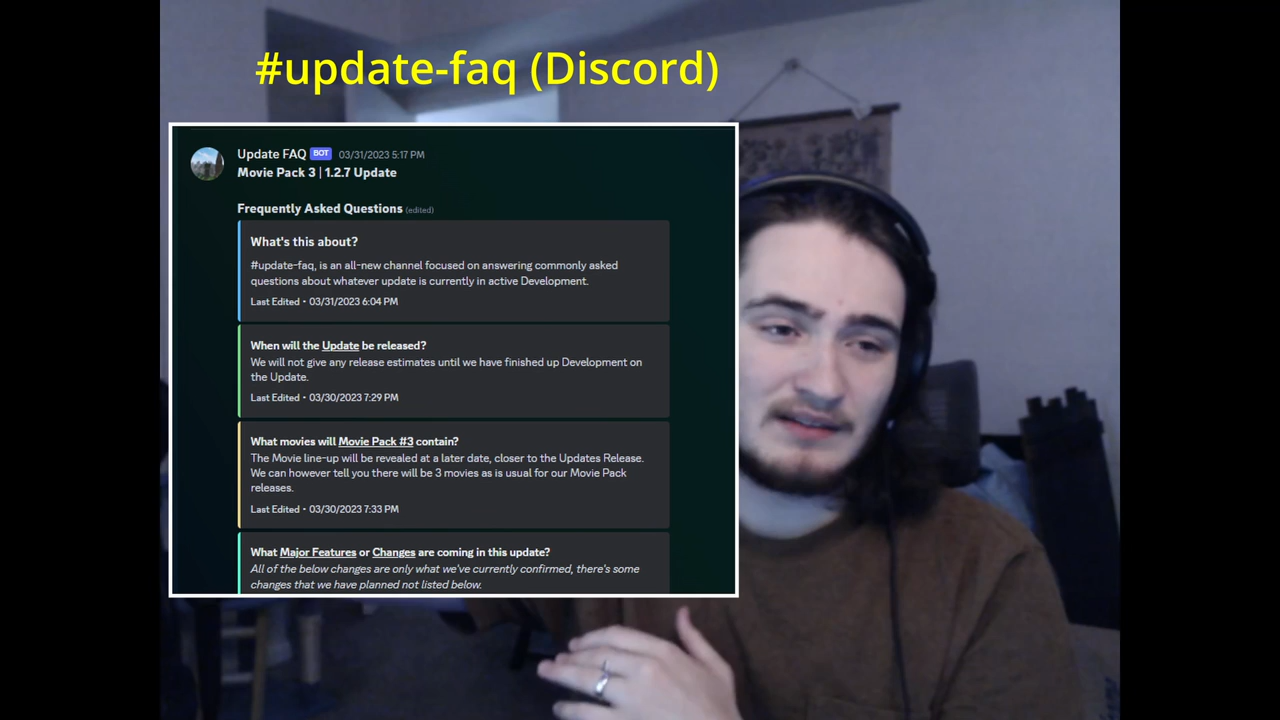 #update-faq (Discord)
Update FAQ BOT 03/31/2023 5:17 PM
Movie Pack 3 | 1.2.7 Update
Frequently Asked Questions (edited)
What's this about?
#update-faq, is an all-new channel focused on answering commonly asked
questions about whatever update is currently in active Development.
Last Edited • 03/31/2023 6:04 PM
When will the Update be released?
We will not give any release estimates until we have finished up Development on
the Update.
Last Edited • 03/30/2023 7:29 PM
What movies will Movie Pack #3 contain?
The Movie line-up will be revealed at a later date, closer to the Updates Release.
We can however tell you there will be 3 movies as is usual for our Movie Pack
releases.
Last Edited • 03/30/2023 7:33 PM
What Major Features or Changes are coming in this update?
All of the below changes are only what we've currently confirmed, there's some
changes that we have planned not listed below.